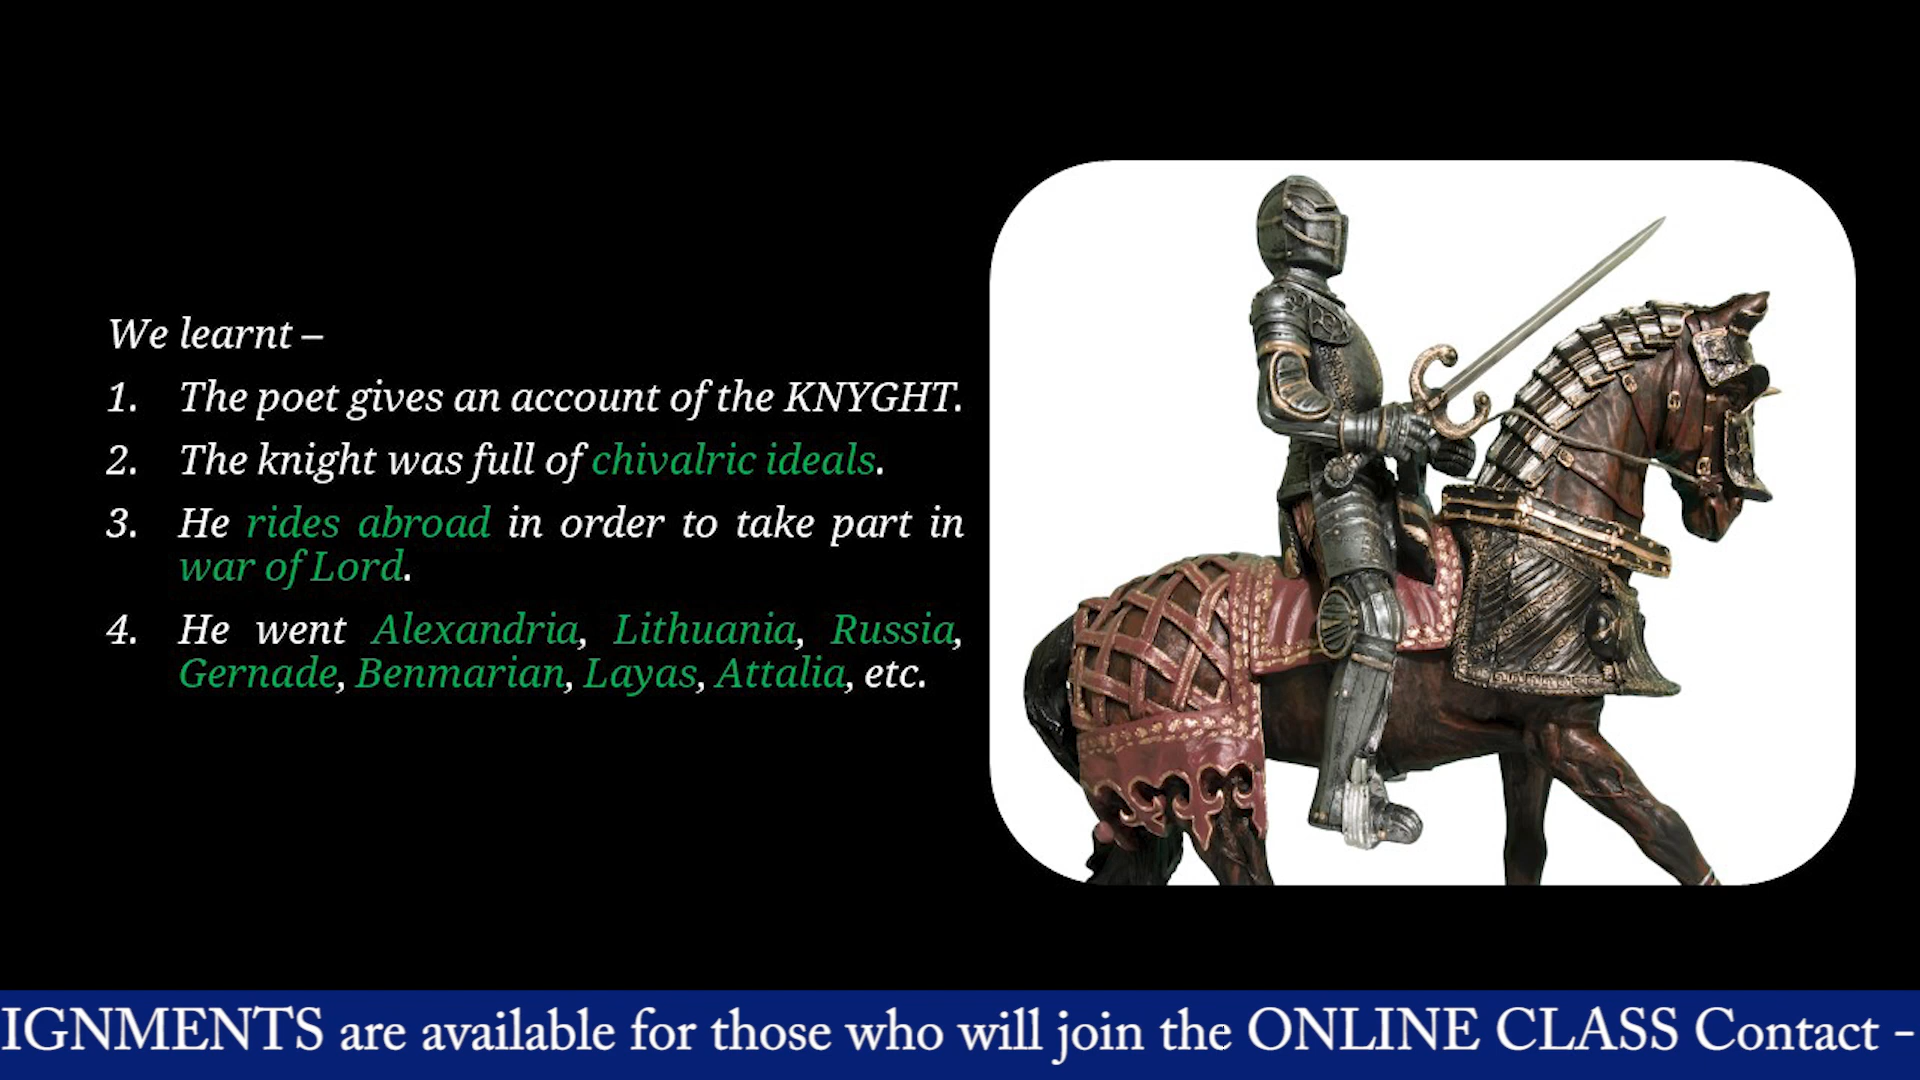 We learnt –
1. The poet gives an account of the KNYGHT.
2. The knight was full of chivalric ideals.
3. He rides abroad in order to take part in
war of Lord.
4. He went Alexandria, Lithuania, Russia,
Gernade, Benmarian, Layas, Attalia, etc.
IGNMENTS are available for those who will join the ONLINE CLASS Contact –